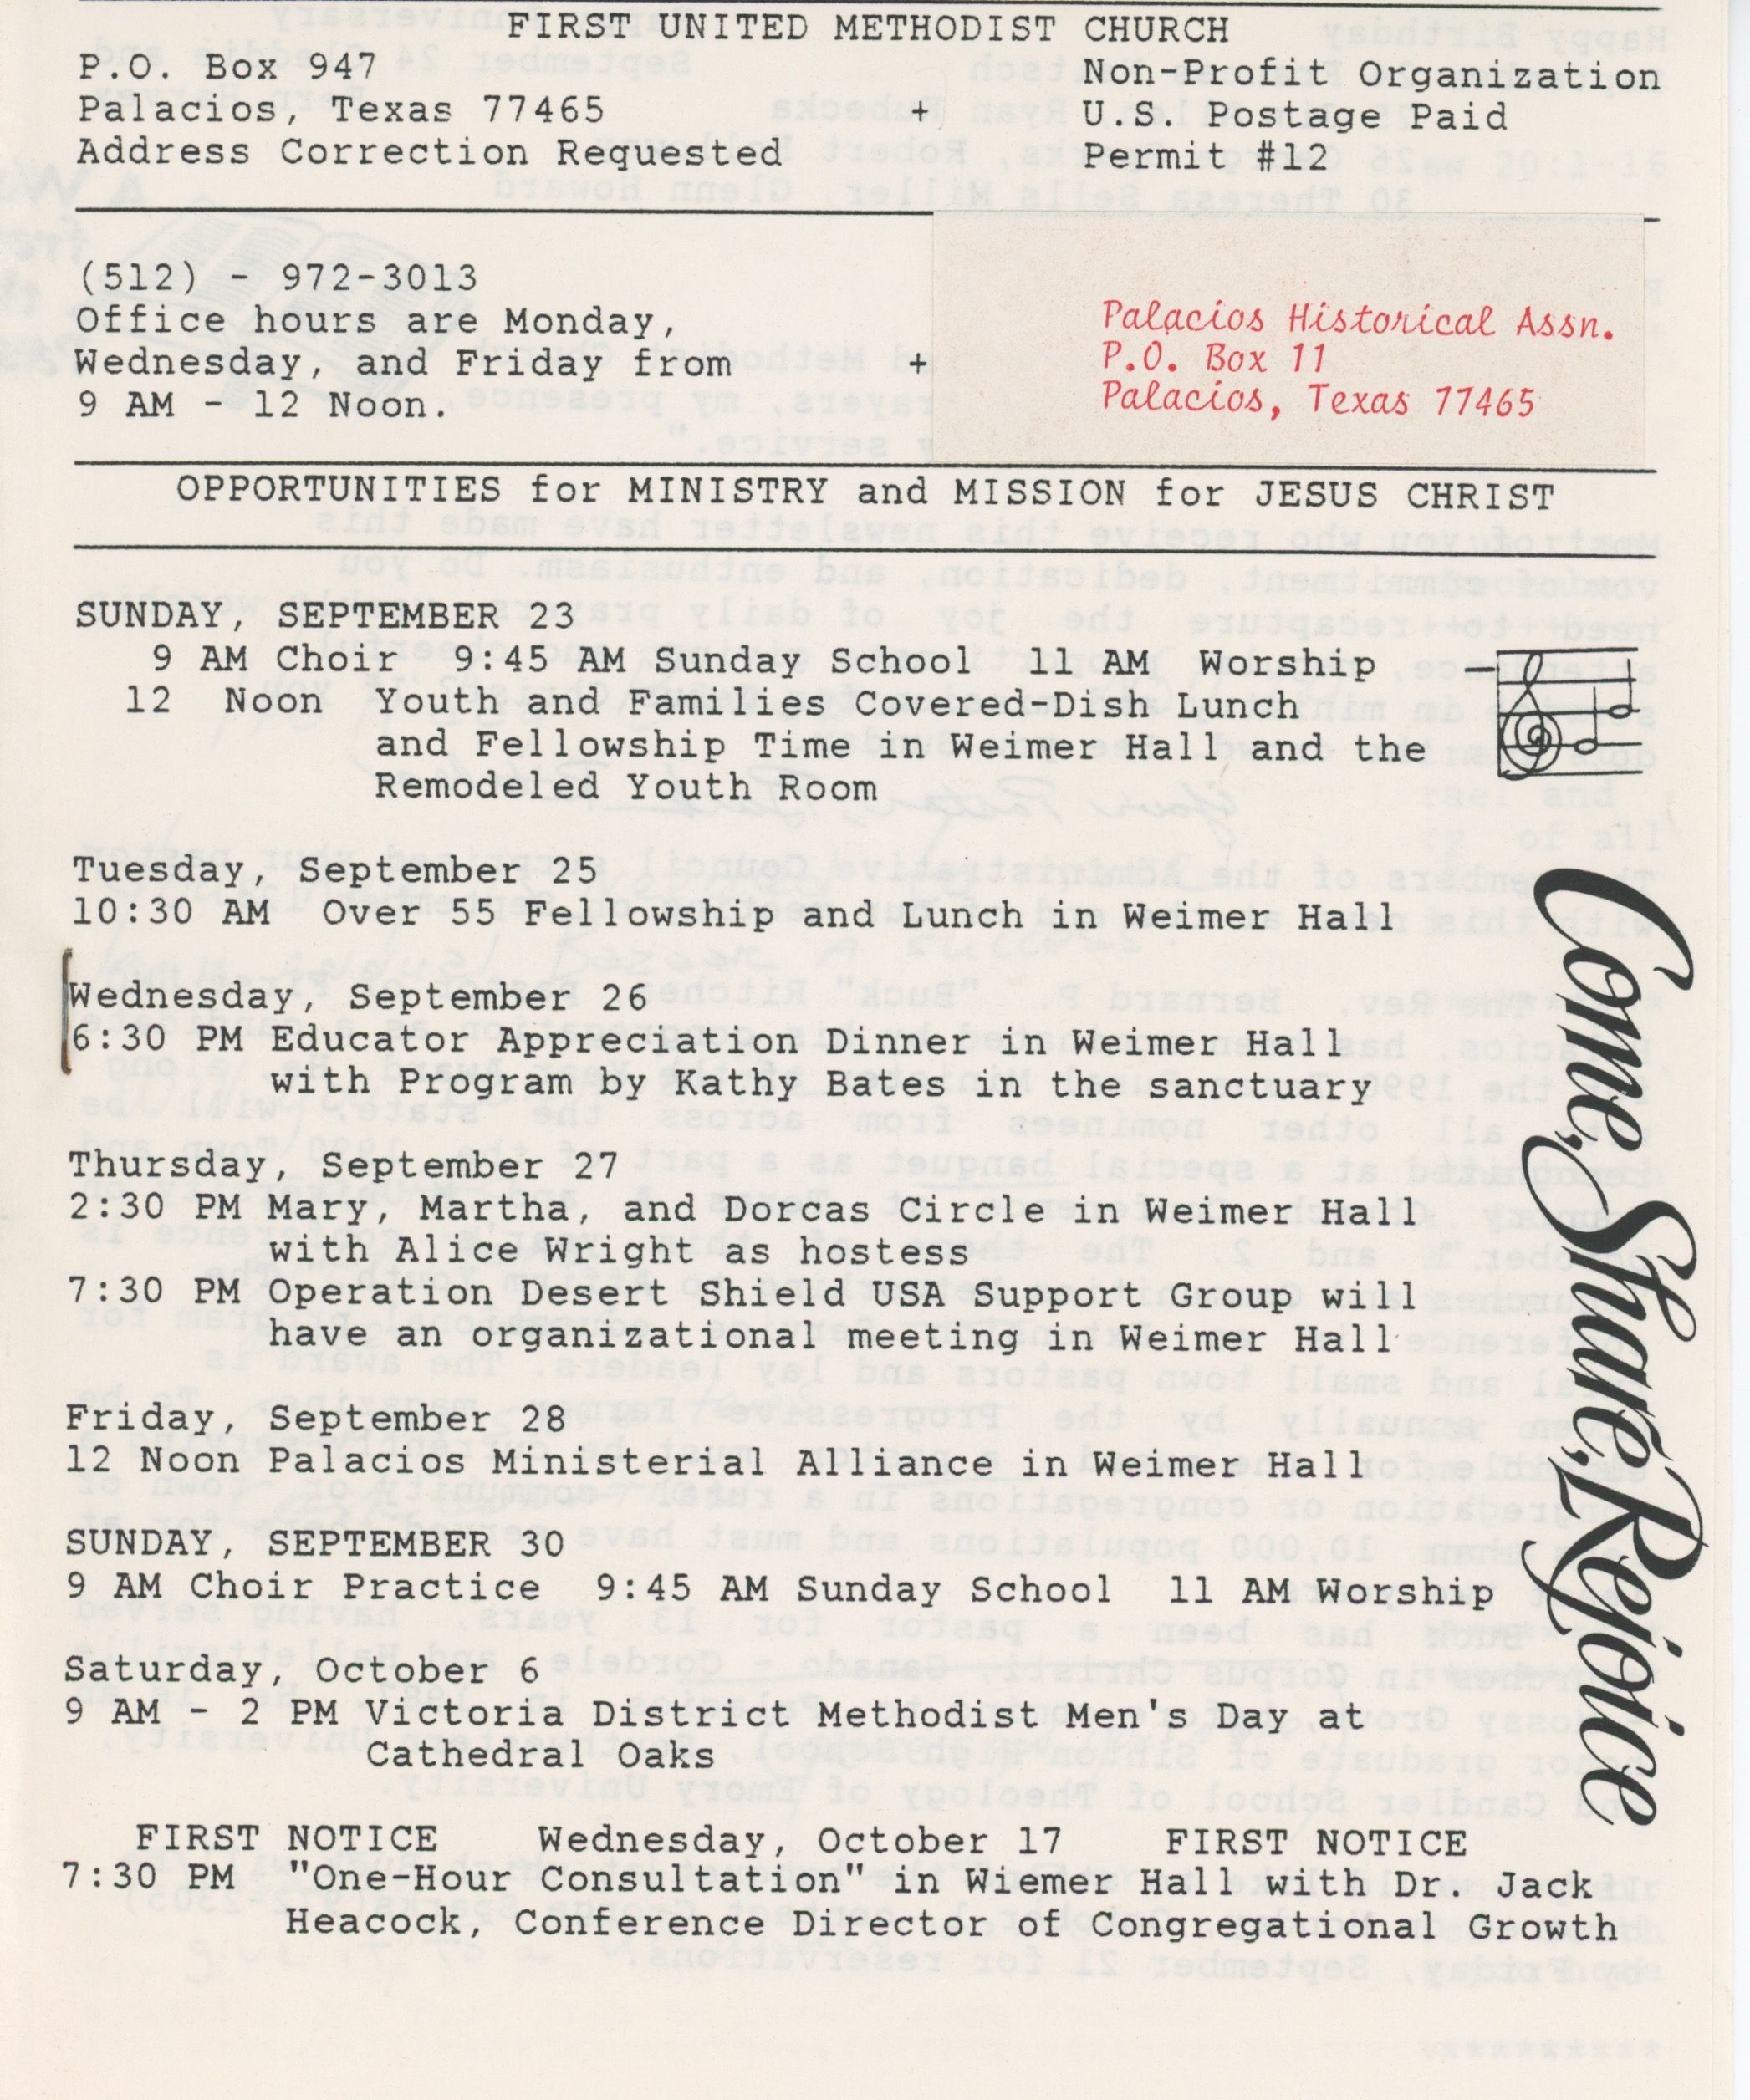 FIRST UNITED METHODIST CHURCH
P.O. Box 947
Palacios, Texas 77465
Address Correction Requested
+
Non-Profit Organization
U.S. Postage Paid
Permit #12
(512) - 972-3013
Office hours are Monday,
Wednesday, and Friday from
9 AM - 12 Noon.
+
Palacios Historical Assn.
P.O. Box 11
Palacios, Texas 77465
OPPORTUNITIES for MINISTRY and MISSION for JESUS CHRIST
SUNDAY, SEPTEMBER 23
9 AM Choir 9:45 AM Sunday School 11 AM Worship
12 Noon Youth and Families Covered-Dish Lunch
and Fellowship Time in Weimer Hall and the
Remodeled Youth Room
Tuesday, September 25
10:30 AM Over 55 Fellowship and Lunch in Weimer Hall
Wednesday, September 26
6:30 PM Educator Appreciation Dinner in Weimer Hall
with Program by Kathy Bates in the sanctuary
Thursday, September 27
2:30 PM Mary, Martha, and Dorcas Circle in Weimer Hall
with Alice Wright as hostess
7:30 PM Operation Desert Shield USA Support Group will
have an organizational meeting in Weimer Hall
Friday, September 28
12 Noon Palacios Ministerial Alliance in Weimer Hall
SUNDAY, SEPTEMBER 30
9 AM Choir Practice 9:45 AM Sunday School 11 AM Worship
Saturday, October 6
9 AM - 2 PM Victoria District Methodist Men's Day at
Cathedral Oaks
FIRST NOTICE Wednesday, October 17 FIRST NOTICE
7:30 PM "One-Hour Consultation" in Wiemer Hall with Dr. Jack
Heacock, Conference Director of Congregational Growth
Come, Share, Rejoice